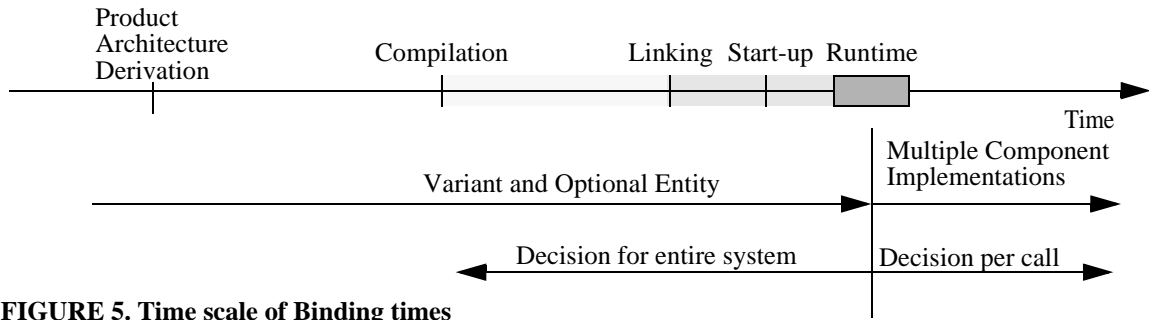 Product
Architecture
Derivation
Compilation
Linking
Start-up
Runtime
Time
Variant and Optional Entity
Multiple Component
Implementations
Decision for entire system
Decision per call
FIGURE 5. Time scale of Binding times